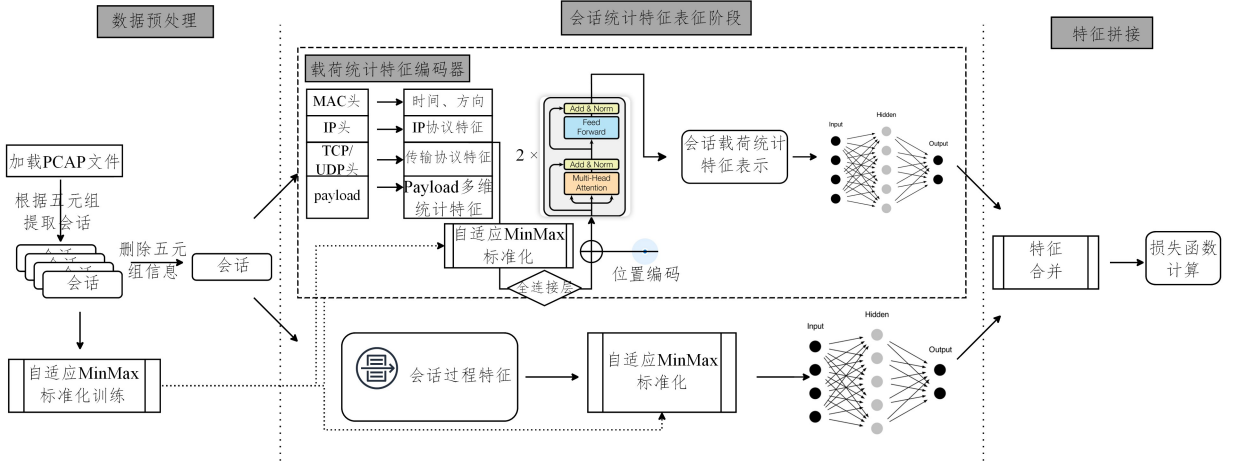 数据预处理
会话统计特征表征阶段
特征拼接
载荷统计特征编码器
MAC头
时间、方向
IP头
IP协议特征
TCP/
UDP头
传输协议特征
payload
Payload多维
统计特征
2 ×
Add & Norm
Feed
Forward
Add & Norm
Multi-Head
Attention
会话载荷统计
特征表示
Input
Hidden
Output
加载PCAP文件
根据五元组
提取会话
会话
会话
删除五元
组信息
会话
自适应MinMax
标准化
全连接层
位置编码
特征
合并
损失函数
计算
自适应MinMax
标准化训练
会话过程特征
自适应MinMax
标准化
Input
Hidden
Output